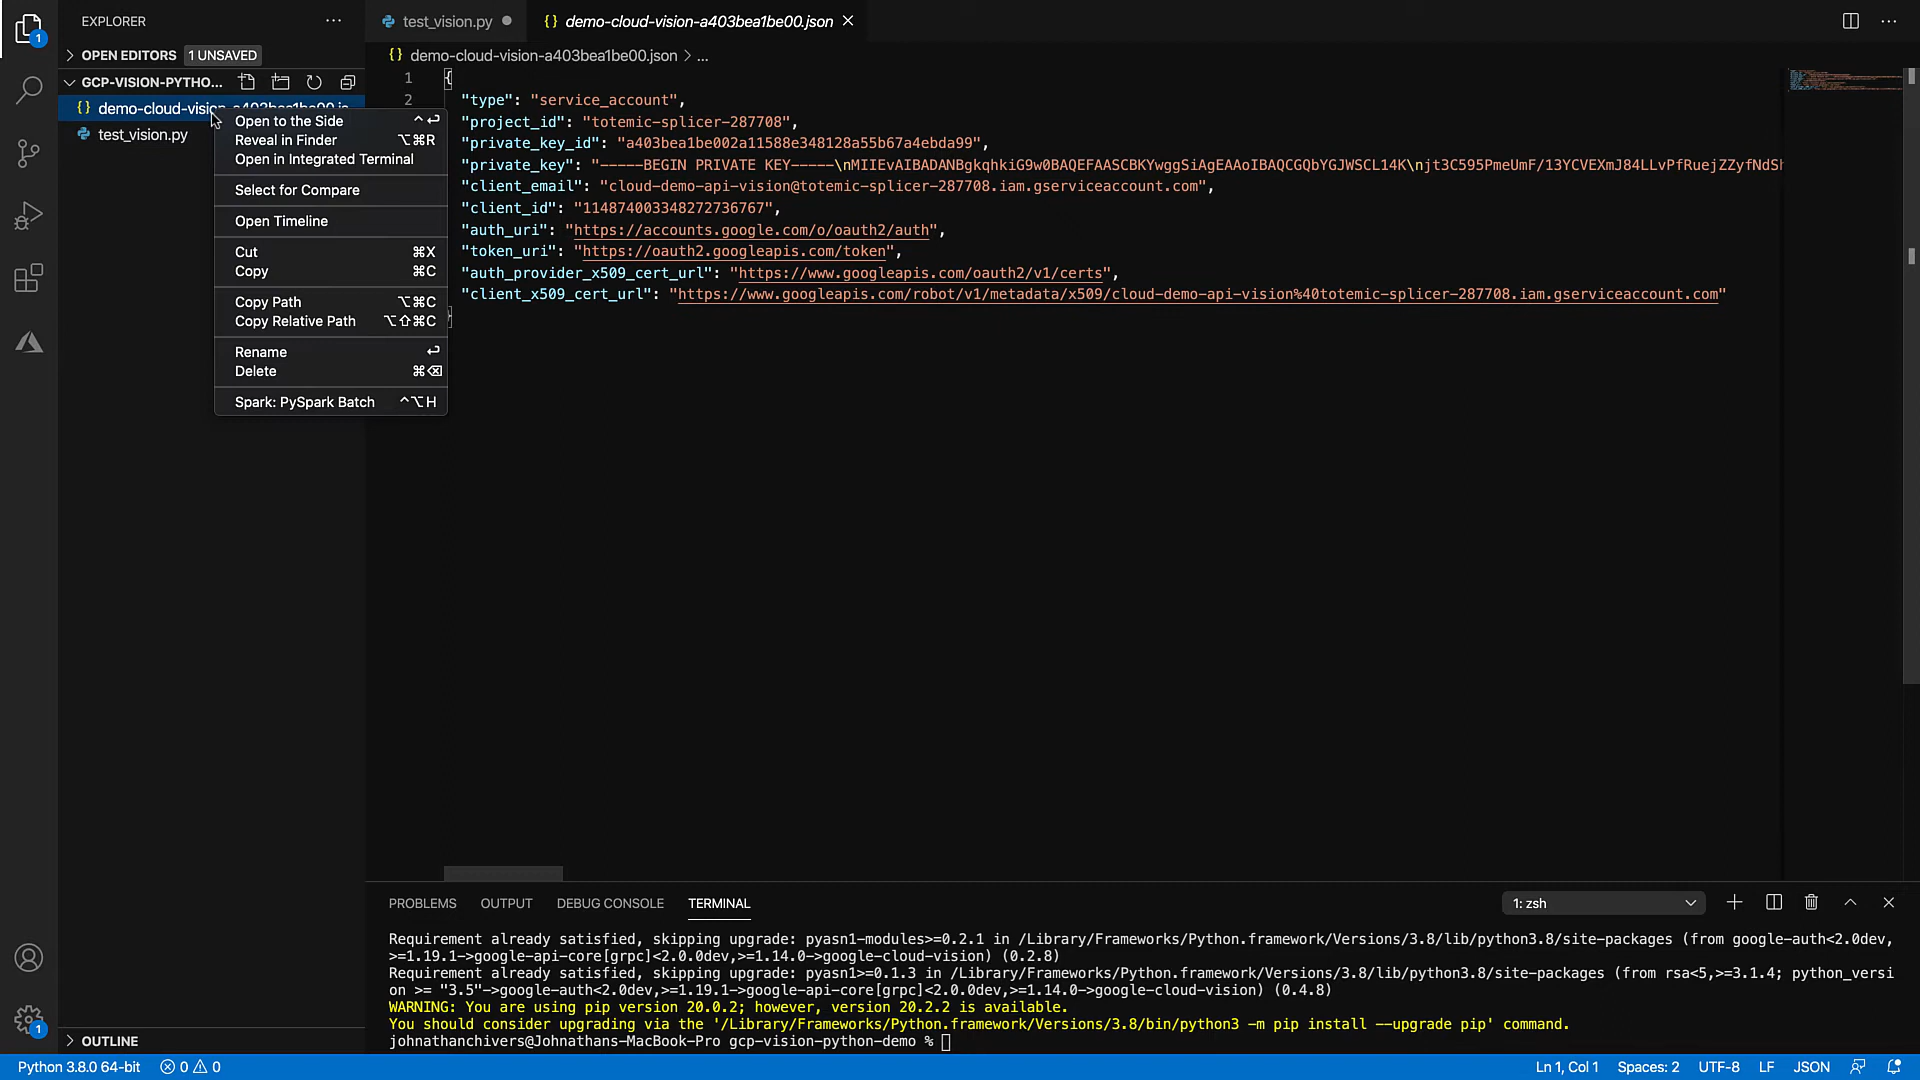 EXPLORER
test_vision.py
demo-cloud-vision-a403bea1be00.json
OPEN EDITORS 1 UNSAVED
demo-cloud-vision-a403bea1be00.json > ...
GCP-VISION-PYTHO...
demo-cloud-vision-a403bea1be00.js
test_vision.py
Open to the Side ^⏎
Reveal in Finder ⌥⌘R
Open in Integrated Terminal
Select for Compare
Open Timeline
Cut ⌘X
Copy ⌘C
Copy Path ⌥⌘C
Copy Relative Path ⌥⇧⌘C
Rename ⏎
Delete ⌘⌫
Spark: PySpark Batch ^⌥H
1 {
2 "type": "service_account",
"project_id": "totemic-splicer-287708",
"private_key_id": "a403bea1be002a11588e348128a55b67a4ebda99",
"private_key": "-----BEGIN PRIVATE KEY-----\nMIIEvAIBADANBgkqhkiG9w0BAQEFAASCBKYwggSiAgEAAoIBAQCGQbYGJWSCL14K\njt3C595PmeUmF/13YCVEXmJ84LLvPfRuejZZyfNdSh
"client_email": "cloud-demo-api-vision@totemic-splicer-287708.iam.gserviceaccount.com",
"client_id": "114874003348272736767",
"auth_uri": "https://accounts.google.com/o/oauth2/auth",
"token_uri": "https://oauth2.googleapis.com/token",
"auth_provider_x509_cert_url": "https://www.googleapis.com/oauth2/v1/certs",
"client_x509_cert_url": "https://www.googleapis.com/robot/v1/metadata/x509/cloud-demo-api-vision%40totemic-splicer-287708.iam.gserviceaccount.com"
}
PROBLEMS OUTPUT DEBUG CONSOLE TERMINAL 1: zsh
Requirement already satisfied, skipping upgrade: pyasn1-modules>=0.2.1 in /Library/Frameworks/Python.framework/Versions/3.8/lib/python3.8/site-packages (from google-auth<2.0dev,
>=1.19.1->google-api-core[grpc]<2.0.0dev,>=1.14.0->google-cloud-vision) (0.2.8)
Requirement already satisfied, skipping upgrade: pyasn1>=0.1.3 in /Library/Frameworks/Python.framework/Versions/3.8/lib/python3.8/site-packages (from rsa<5,>=3.1.4; python_versi
on >= "3.5"->google-auth<2.0dev,>=1.19.1->google-api-core[grpc]<2.0.0dev,>=1.14.0->google-cloud-vision) (0.4.8)
WARNING: You are using pip version 20.0.2; however, version 20.2.2 is available.
You should consider upgrading via the '/Library/Frameworks/Python.framework/Versions/3.8/bin/python3 -m pip install --upgrade pip' command.
johnathanchivers@Johnathans-MacBook-Pro gcp-vision-python-demo %
OUTLINE
Python 3.8.0 64-bit 0 0 Ln 1, Col 1 Spaces: 2 UTF-8 LF JSON
1
1